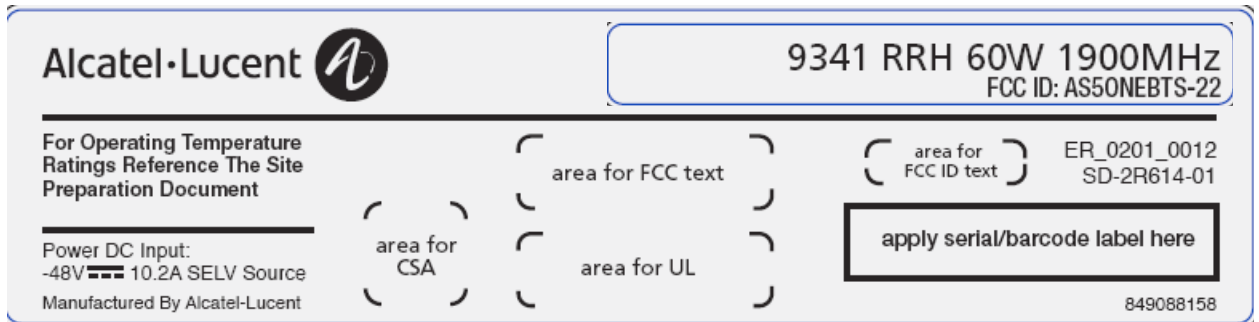 Alcatel·Lucent
9341 RRH 60W 1900MHz
FCC ID: AS5ONEBTS-22
For Operating Temperature
Ratings Reference The Site
Preparation Document
Power DC Input:
-48V 10.2A SELV Source
Manufactured By Alcatel-Lucent
area for
CSA
area for FCC text
area for UL
area for
FCC ID text
ER_0201_0012
SD-2R614-01
apply serial/barcode label here
849088158